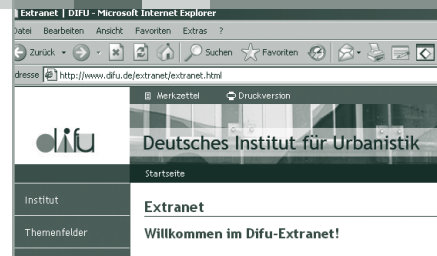 Extranet | DIFU - Microsoft Internet Explorer
Datei Bearbeiten Ansicht Favoriten Extras ?
Zurück Suchen Favoriten
dresse http://www.difu.de/extranet/extranet.html
Merkzettel Druckversion
difu
Deutsches Institut für Urbanistik
Startseite
Institut
Extranet
Themenfelder
Willkommen im Difu-Extranet!